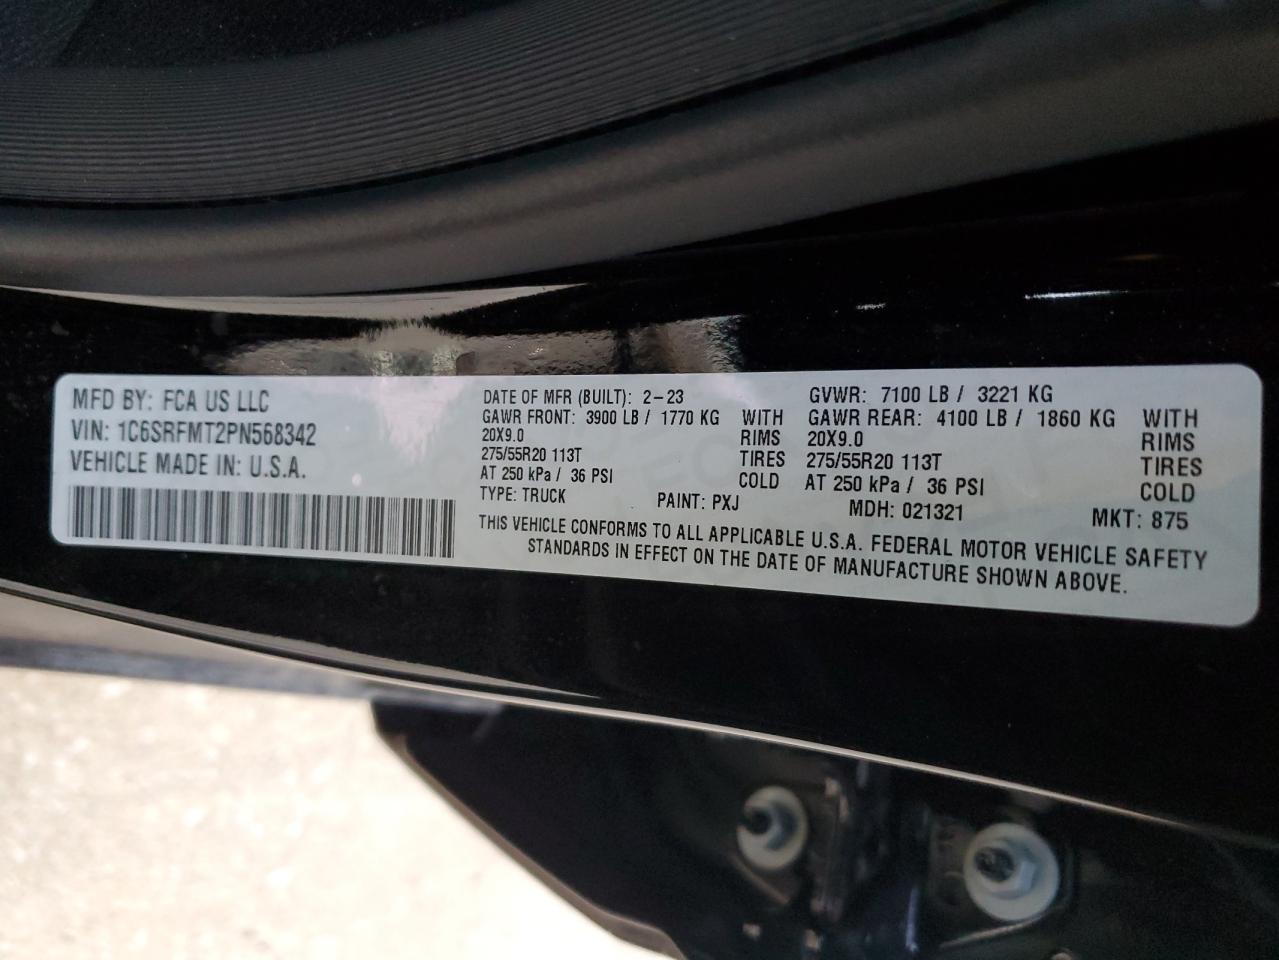 MFD BY: FCA US LLC
VIN: 1C6SRFMT2PN568342
VEHICLE MADE IN: U.S.A.
DATE OF MFR (BUILT): 2-23 GVWR: 7100 LB / 3221 KG
GAWR FRONT: 3900 LB / 1770 KG WITH GAWR REAR: 4100 LB / 1860 KG WITH
20X9.0 RIMS 20X9.0 RIMS
275/55R20 113T TIRES 275/55R20 113T TIRES
AT 250 kPa / 36 PSI COLD AT 250 kPa / 36 PSI COLD
TYPE: TRUCK PAINT: PXJ MDH: 021321 MKT: 875
THIS VEHICLE CONFORMS TO ALL APPLICABLE U.S.A. FEDERAL MOTOR VEHICLE SAFETY
STANDARDS IN EFFECT ON THE DATE OF MANUFACTURE SHOWN ABOVE.